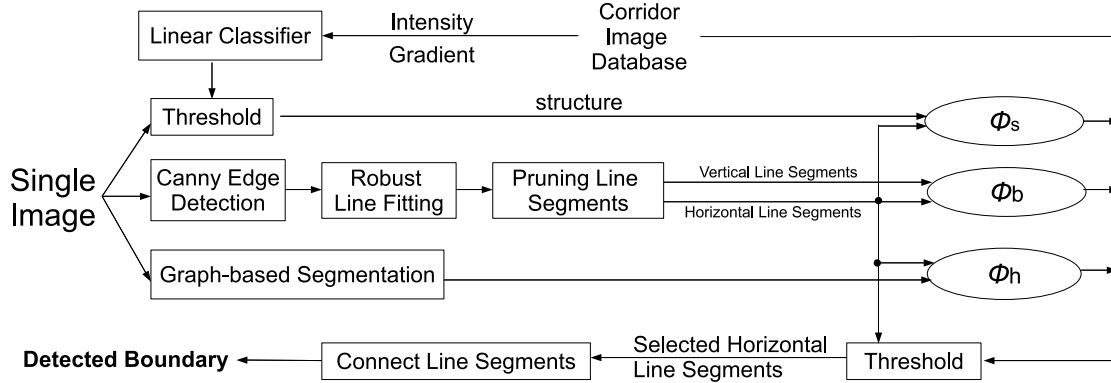 Linear Classifier
Intensity
Gradient
Corridor
Image
Database
Threshold
structure
Φs
Single
Image
Canny Edge
Detection
Robust
Line Fitting
Pruning Line
Segments
Vertical Line Segments
Horizontal Line Segments
Φb
Graph-based Segmentation
Φh
Detected Boundary
Connect Line Segments
Selected Horizontal
Line Segments
Threshold